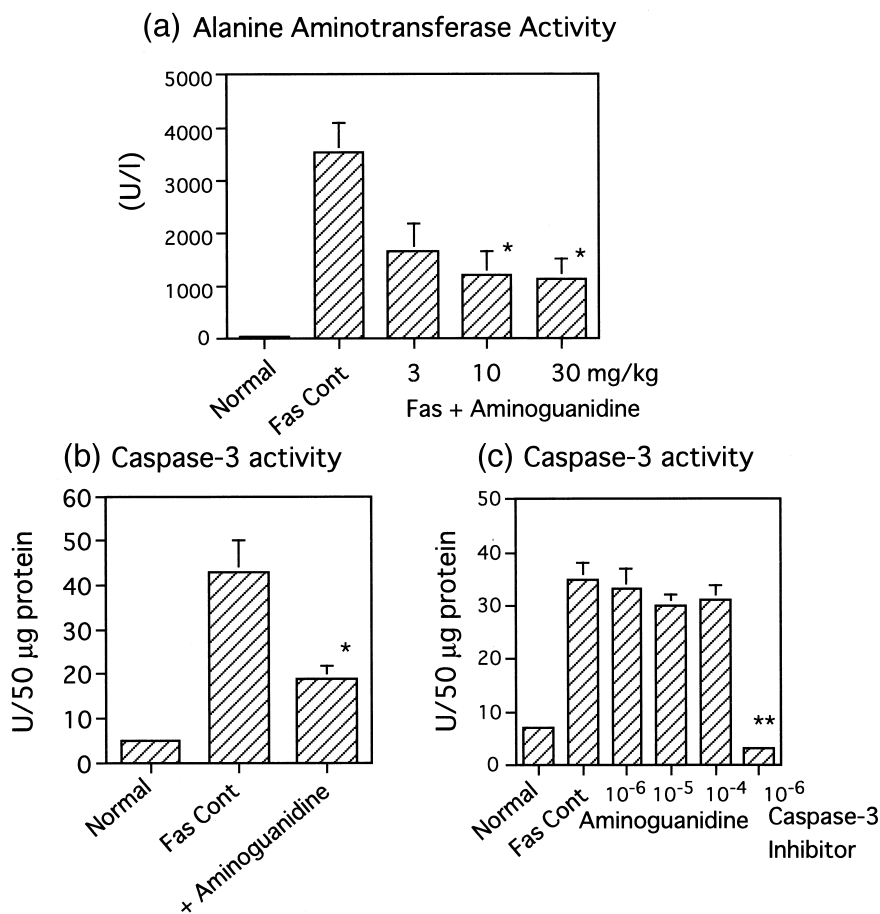 (a) Alanine Aminotransferase Activity
(U/l)
5000
4000
3000
2000
1000
0
*
*
Normal
Fas Cont
3
10
30 mg/kg
Fas + Aminoguanidine
(b) Caspase-3 activity
U/50 µg protein
60
50
40
30
20
10
0
*
Normal
Fas Cont
+ Aminoguanidine
(c) Caspase-3 activity
U/50 µg protein
50
40
30
20
10
0
**
Normal
Fas Cont
10-6
10-5
10-4
Aminoguanidine
10-6
Caspase-3
Inhibitor